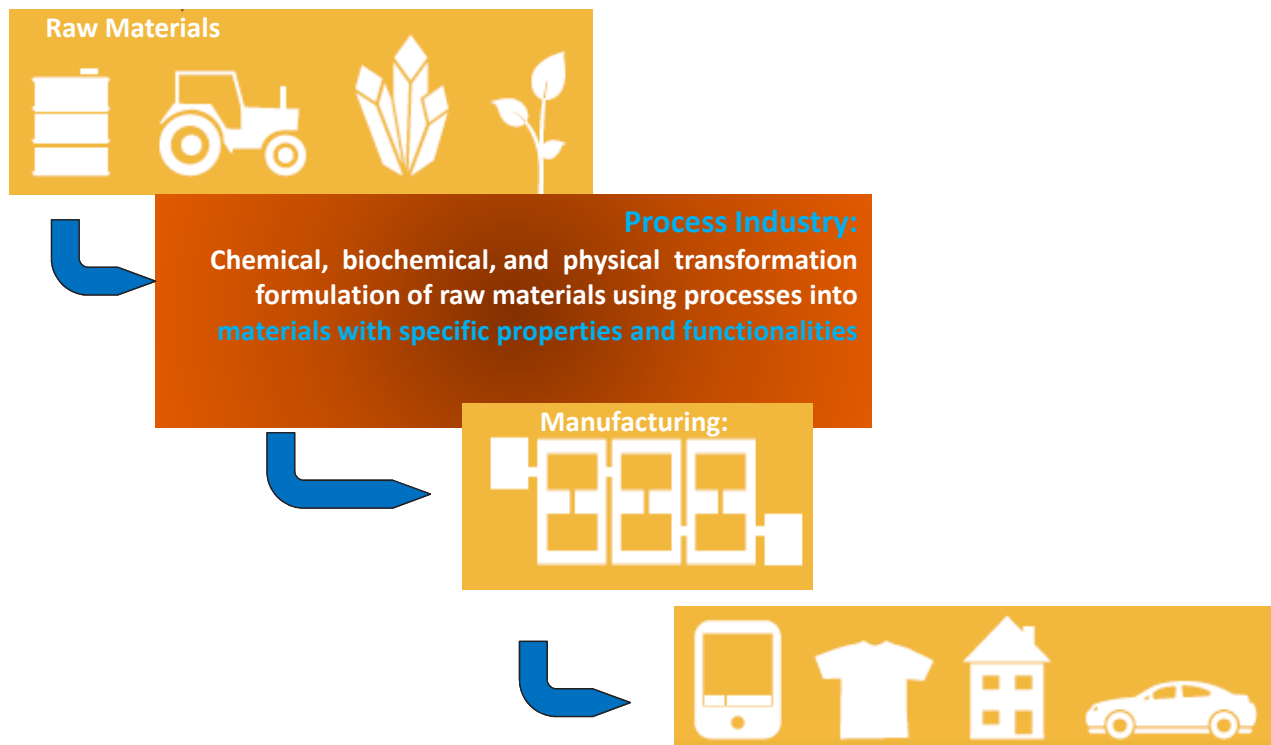 Raw Materials
Process Industry:
Chemical, biochemical, and physical transformation
formulation of raw materials using processes into
materials with specific properties and functionalities
Manufacturing: